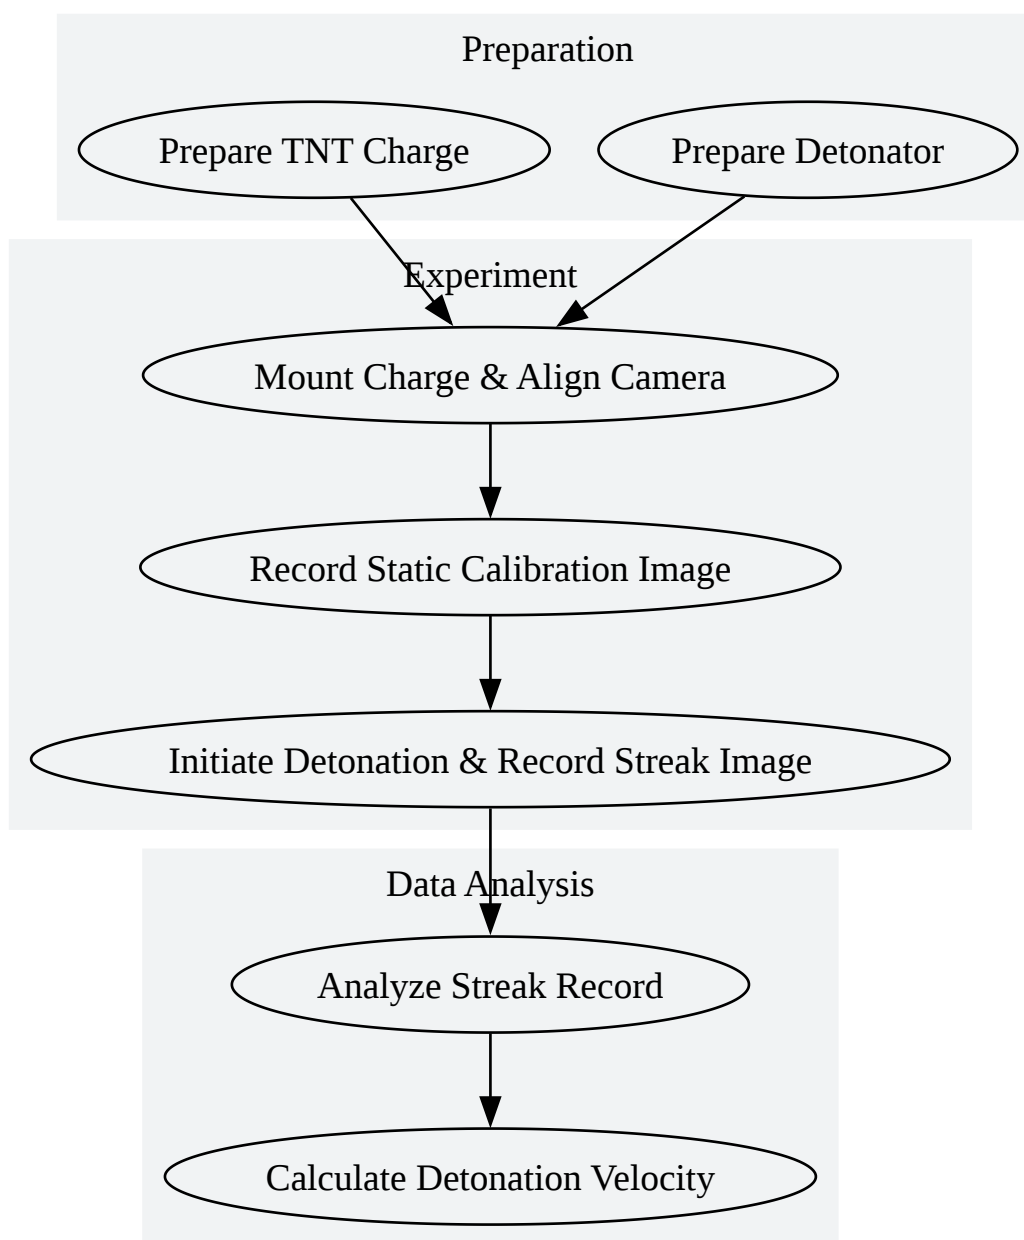 Preparation
Prepare TNT Charge
Prepare Detonator
Experiment
Mount Charge & Align Camera
Record Static Calibration Image
Initiate Detonation & Record Streak Image
Data Analysis
Analyze Streak Record
Calculate Detonation Velocity